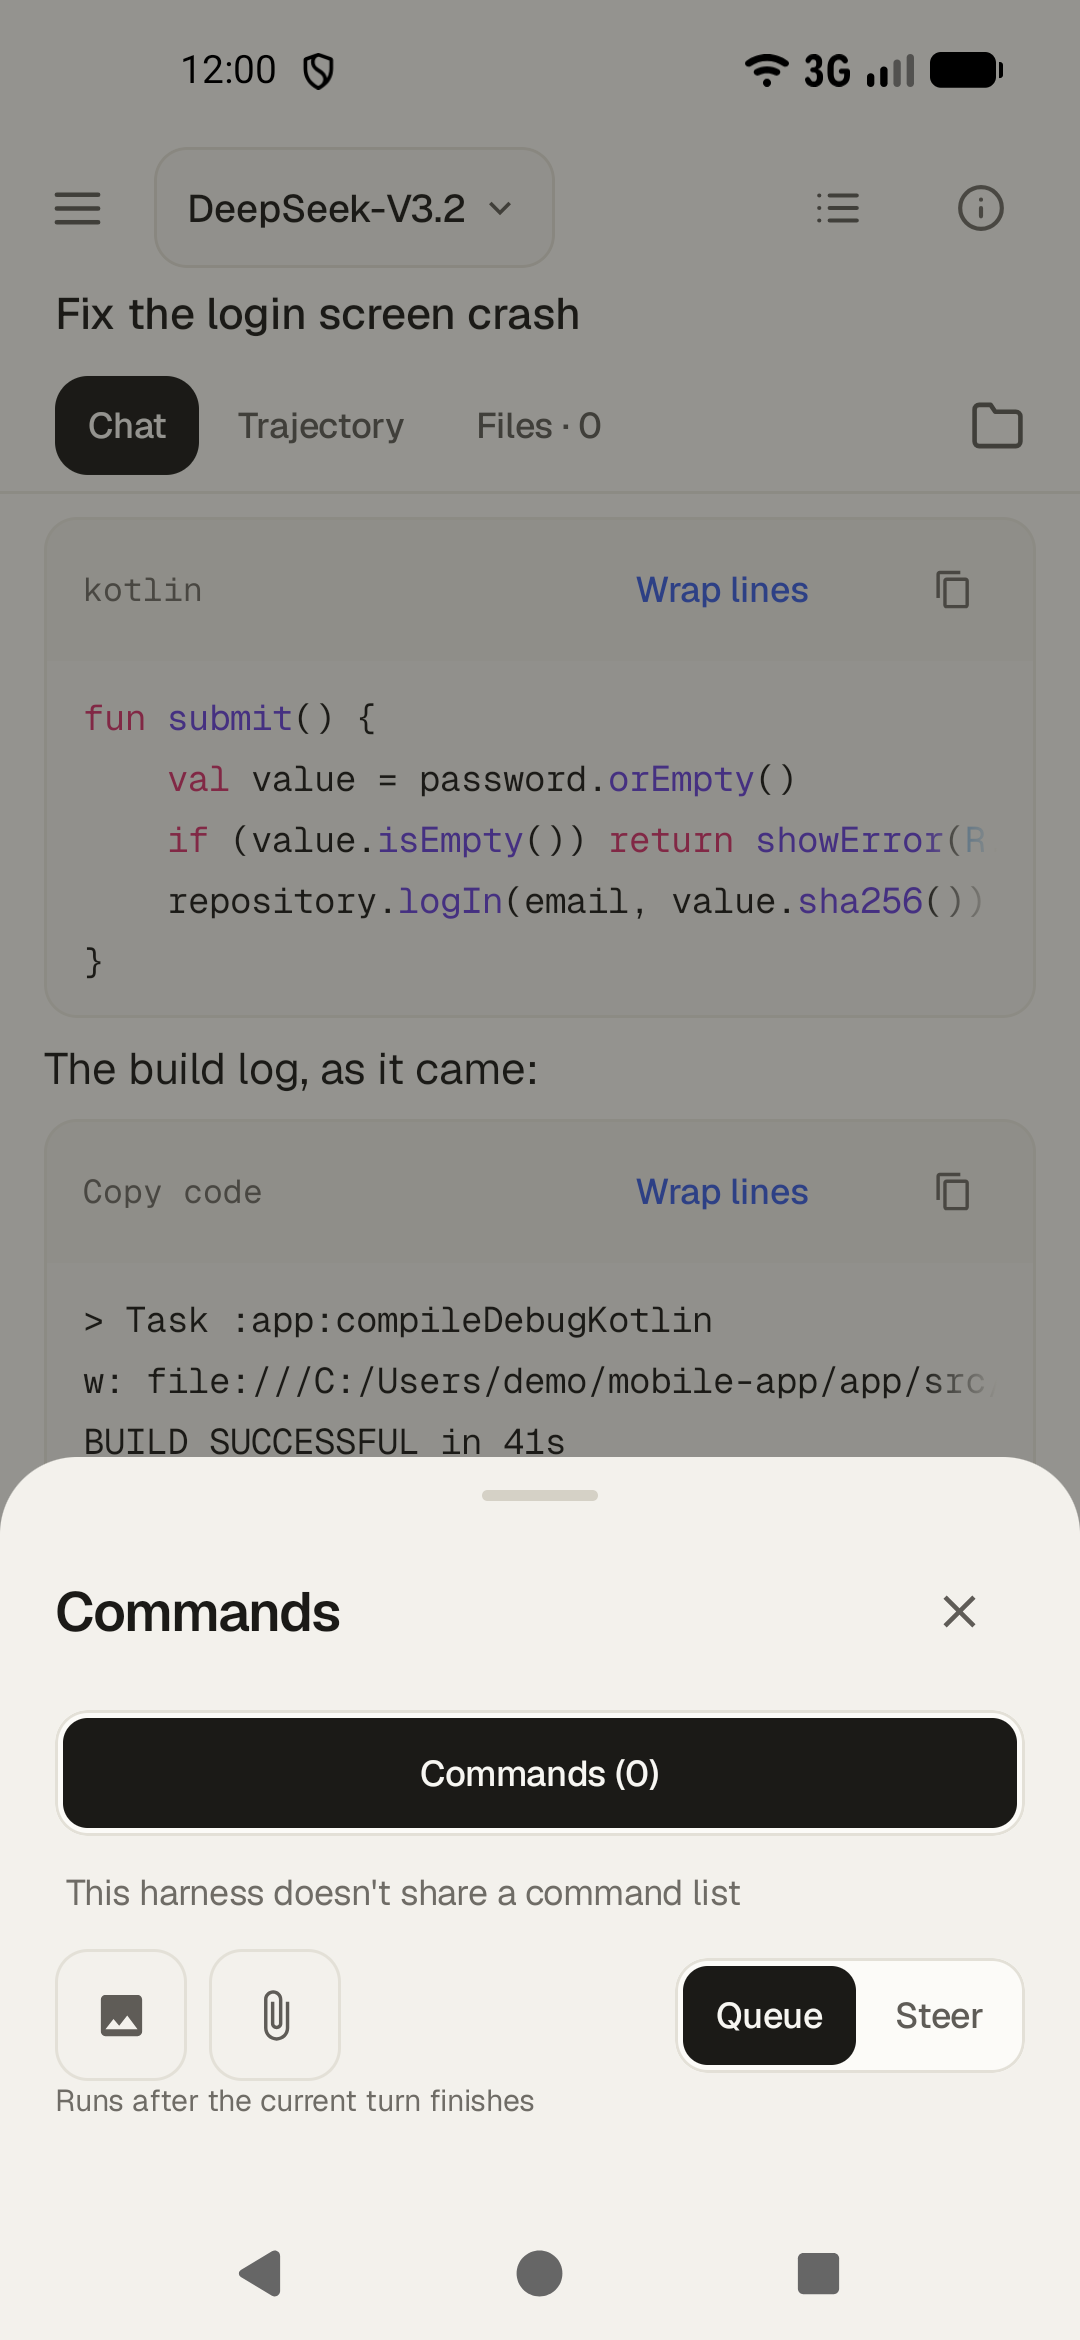 12:00
3G
DeepSeek-V3.2
Fix the login screen crash
Chat
Trajectory
Files · 0
kotlin
Wrap lines
fun submit() {
    val value = password.orEmpty()
    if (value.isEmpty()) return showError(R
    repository.logIn(email, value.sha256())
}
The build log, as it came:
Copy code
Wrap lines
> Task :app:compileDebugKotlin
w: file:///C:/Users/demo/mobile-app/app/src/
BUILD SUCCESSFUL in 41s
Commands
Commands (0)
This harness doesn't share a command list
Queue
Steer
Runs after the current turn finishes